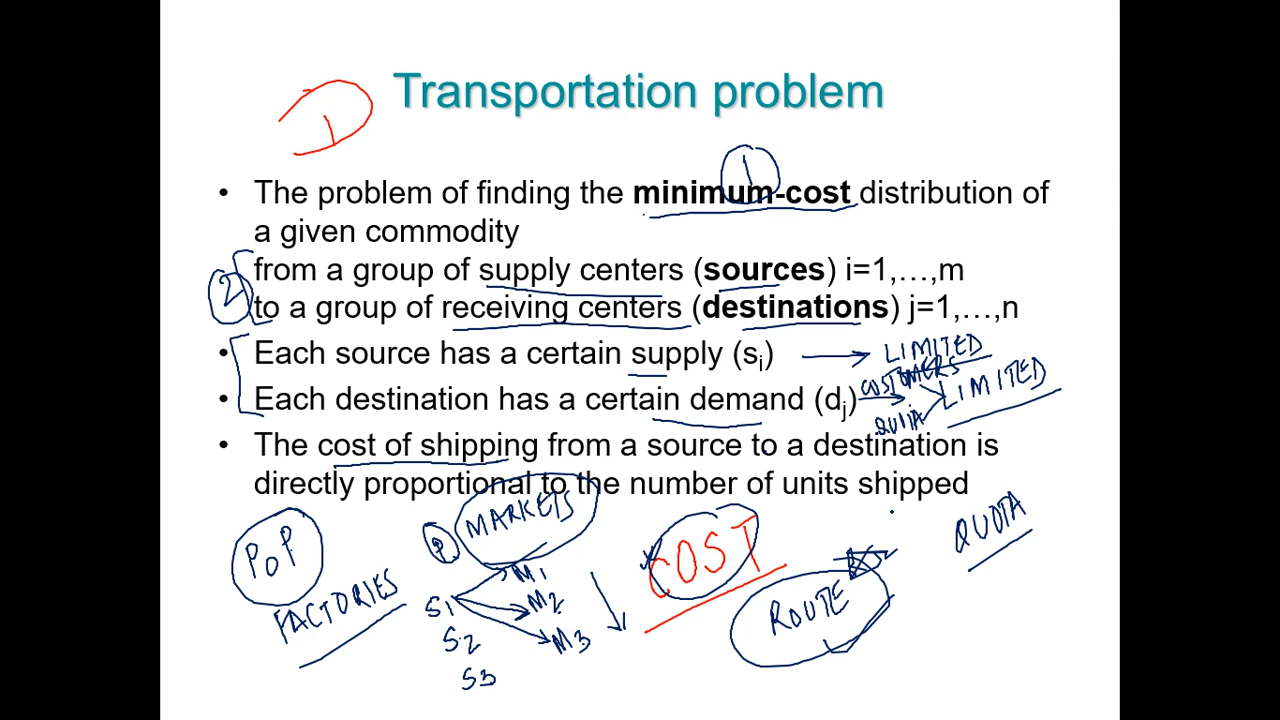 Transportation problem
1
• The problem of finding the minimum-cost distribution of
a given commodity
2
from a group of supply centers (sources) i=1,…,m
to a group of receiving centers (destinations) j=1,…,n
• Each source has a certain supply (si) → LIMITED
CUSTOMERS
• Each destination has a certain demand (dj) → LIMITED
QUOTA
• The cost of shipping from a source to a destination is
directly proportional to the number of units shipped
MARKETS
QUOTA
POP
P
COST
FACTORIES
M1
S1 M2
ROUTE
S2 M3
S3